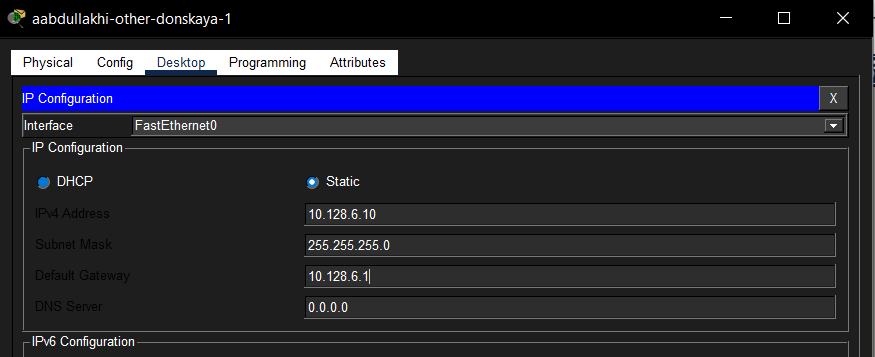 aabdullakhi-other-donskaya-1
Physical Config Desktop Programming Attributes
IP Configuration X
Interface FastEthernet0
IP Configuration
DHCP Static
IPv4 Address 10.128.6.10
Subnet Mask 255.255.255.0
Default Gateway 10.128.6.1
DNS Server 0.0.0.0
IPv6 Configuration